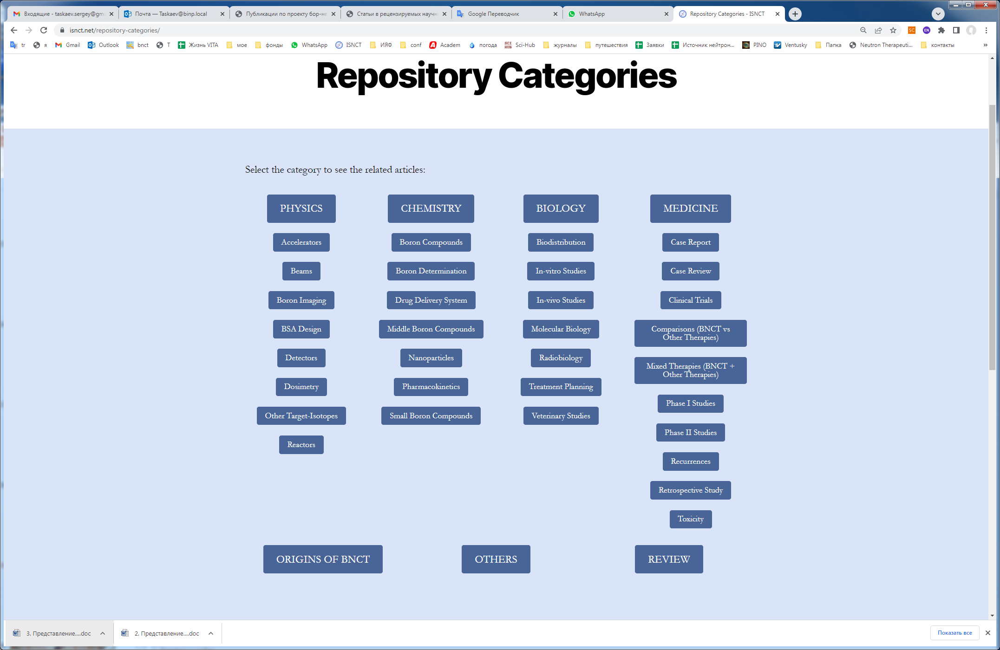 Входящие - taskaev.sergey@gm
Почта — Taskaev@binp.local
Публикации по проекту бор-не
Статьи в рецензируемых научн
Google Переводчик
WhatsApp
Repository Categories - ISNCT
isnct.net/repository-categories/
SC
EN
tr
я
Gmail
Outlook
bnct
T
Жизнь VITA
мое
фонды
WhatsApp
ISNCT
ИЯФ
conf
Academ
погода
SCI HUB
Sci-Hub
журналы
путешествия
Заявки
Источник нейтрон...
PINO
Ventusky
Папка
Neutron Therapeuti...
контакты
»
Repository Categories
Select the category to see the related articles:
PHYSICS
Accelerators
Beams
Boron Imaging
BSA Design
Detectors
Dosimetry
Other Target-Isotopes
Reactors
CHEMISTRY
Boron Compounds
Boron Determination
Drug Delivery System
Middle Boron Compounds
Nanoparticles
Pharmacokinetics
Small Boron Compounds
BIOLOGY
Biodistribution
In-vitro Studies
In-vivo Studies
Molecular Biology
Radiobiology
Treatment Planning
Veterinary Studies
MEDICINE
Case Report
Case Review
Clinical Trials
Comparisons (BNCT vs
Other Therapies)
Mixed Therapies (BNCT +
Other Therapies)
Phase I Studies
Phase II Studies
Recurrences
Retrospective Study
Toxicity
ORIGINS OF BNCT
OTHERS
REVIEW
3. Представление....doc
2. Представление....doc
Показать все